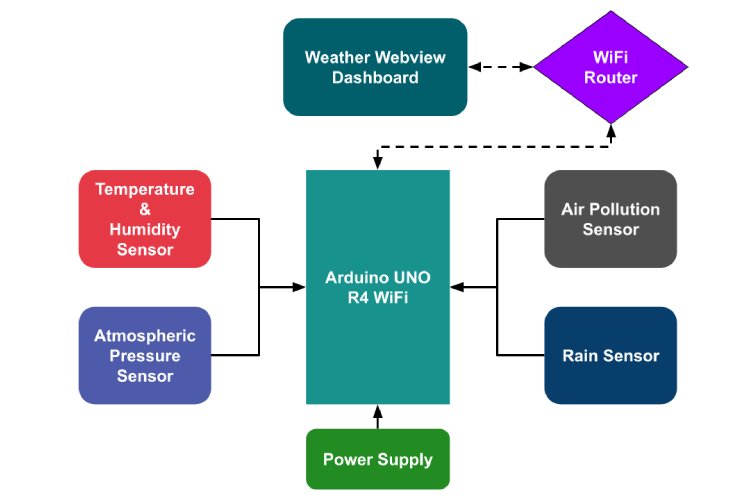 Weather Webview
Dashboard
WiFi
Router
Temperature
&
Humidity
Sensor
Air Pollution
Sensor
Arduino UNO
R4 WiFi
Atmospheric
Pressure
Sensor
Rain Sensor
Power Supply